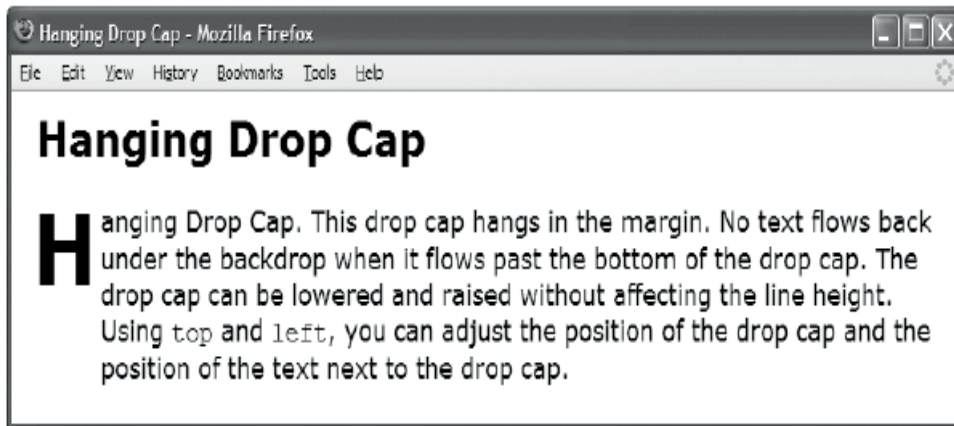 Hanging Drop Cap - Mozilla Firefox
File Edit View History Bookmarks Tools Help
Hanging Drop Cap
Hanging Drop Cap. This drop cap hangs in the margin. No text flows back
under the backdrop when it flows past the bottom of the drop cap. The
drop cap can be lowered and raised without affecting the line height.
Using top and left, you can adjust the position of the drop cap and the
position of the text next to the drop cap.